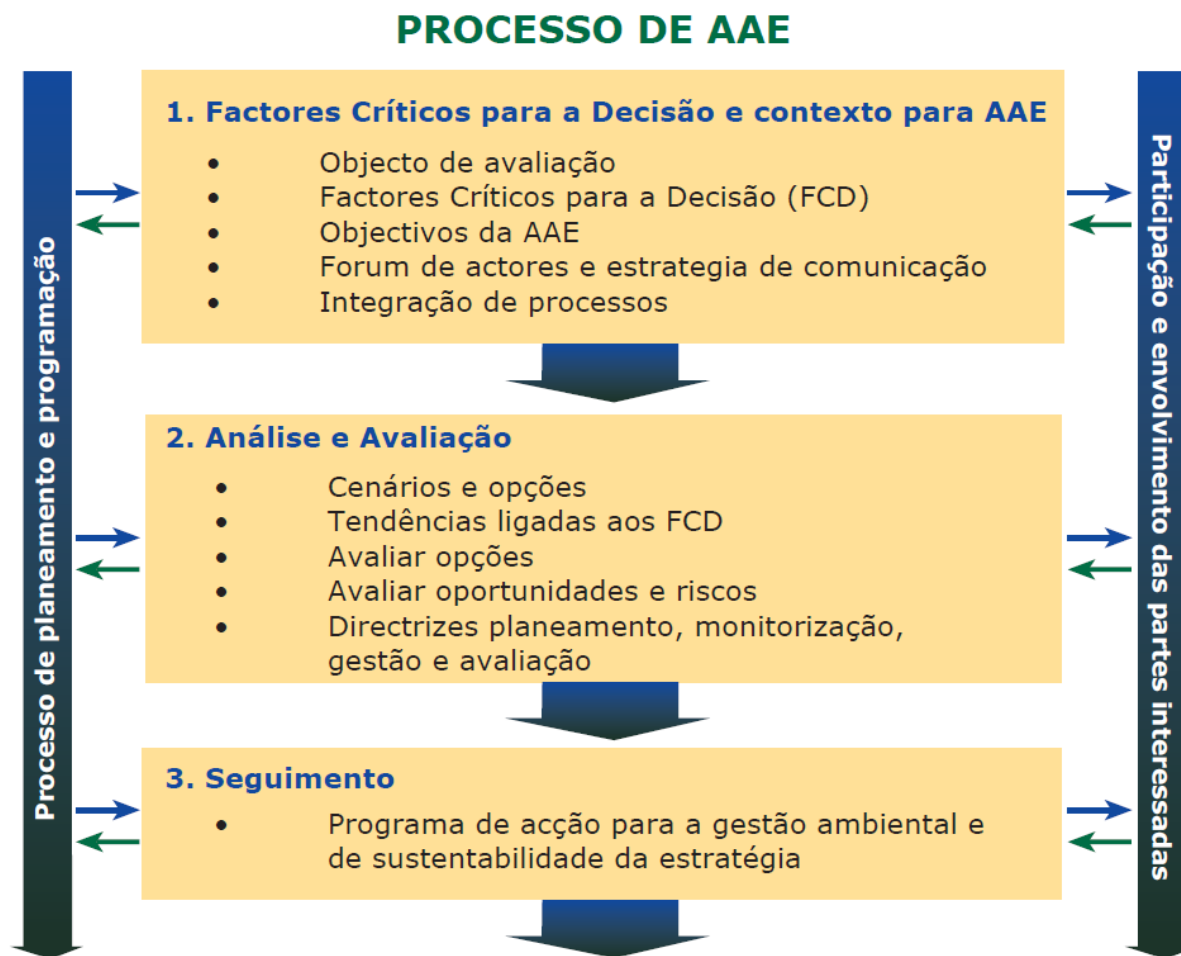 PROCESSO DE AAE
Processo de planeamento e programação
1. Factores Críticos para a Decisão e contexto para AAE
• Objecto de avaliação
• Factores Críticos para a Decisão (FCD)
• Objectivos da AAE
• Forum de actores e estrategia de comunicação
• Integração de processos
2. Análise e Avaliação
• Cenários e opções
• Tendências ligadas aos FCD
• Avaliar opções
• Avaliar oportunidades e riscos
• Directrizes planeamento, monitorização,
gestão e avaliação
3. Seguimento
• Programa de acção para a gestão ambiental e
de sustentabilidade da estratégia
Participação e envolvimento das partes interessadas